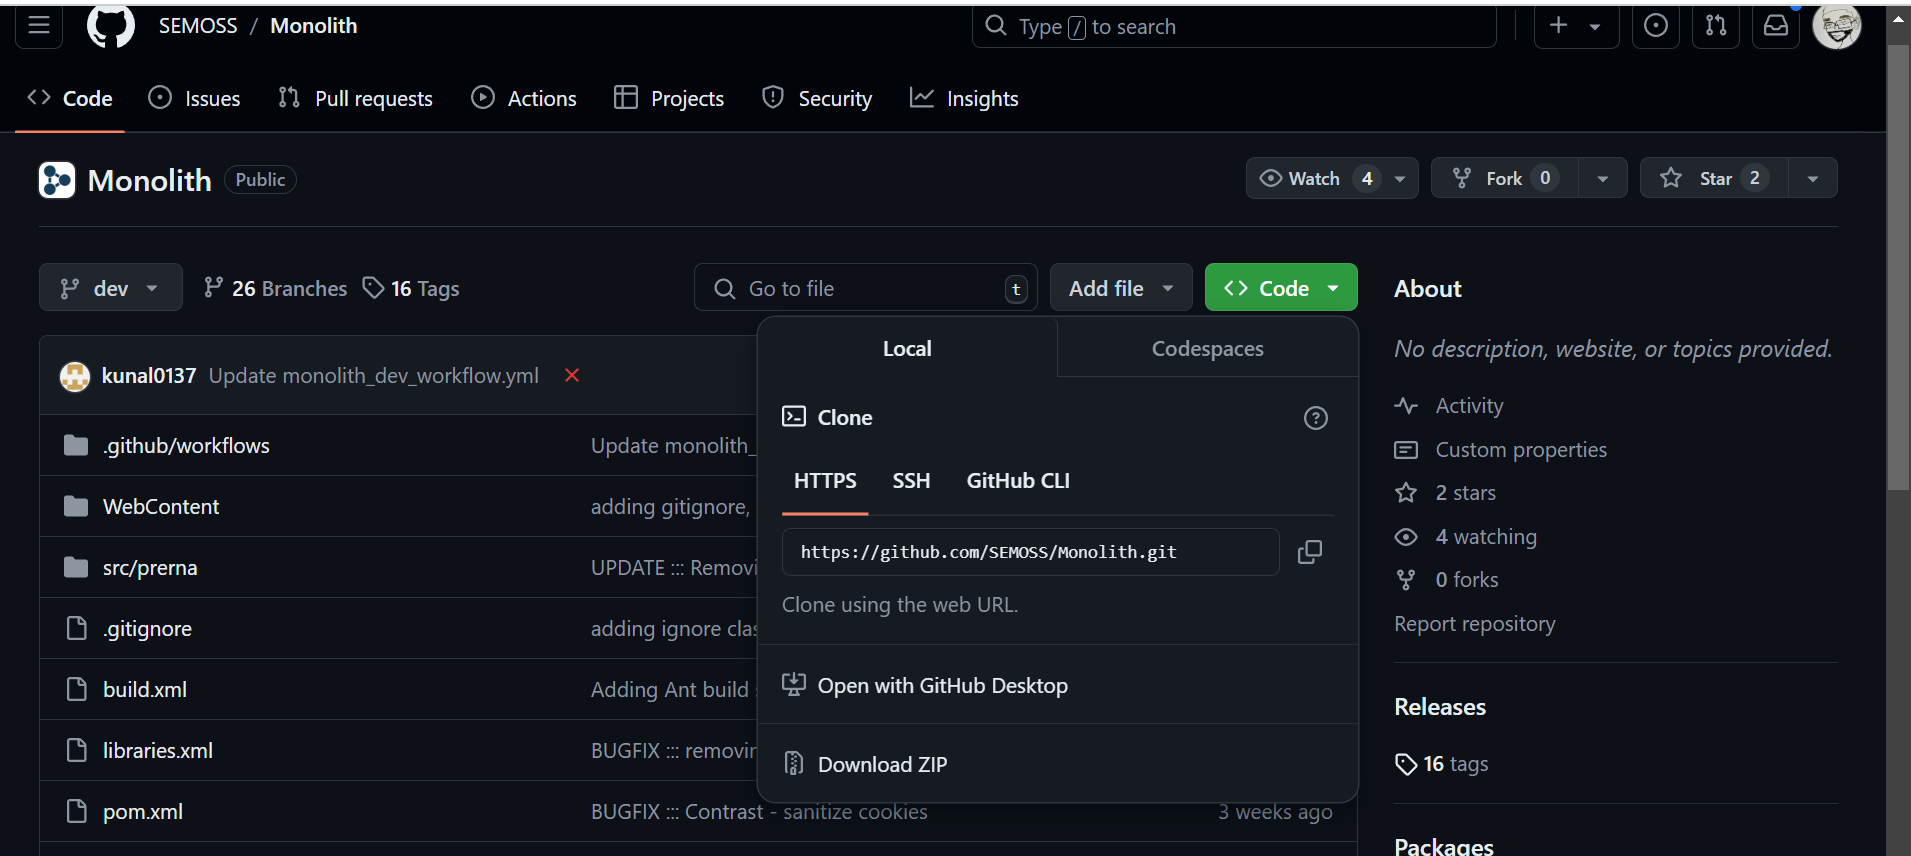 SEMOSS / Monolith
Type / to search
Code
Issues
Pull requests
Actions
Projects
Security
Insights
Monolith Public
Watch 4
Fork 0
Star 2
dev
26 Branches
16 Tags
Go to file t
Add file
Code
About
Local
Codespaces
No description, website, or topics provided.
kunal0137 Update monolith_dev_workflow.yml
Clone
Activity
.github/workflows Update monolith_
Custom properties
HTTPS
SSH
GitHub CLI
2 stars
WebContent adding gitignore,
4 watching
https://github.com/SEMOSS/Monolith.git
src/prerna UPDATE ::: Removi
0 forks
Clone using the web URL.
Report repository
.gitignore adding ignore clas
build.xml Adding Ant build
Open with GitHub Desktop
Releases
libraries.xml BUGFIX ::: removin
Download ZIP
16 tags
pom.xml BUGFIX ::: Contrast - sanitize cookies 3 weeks ago
Packages